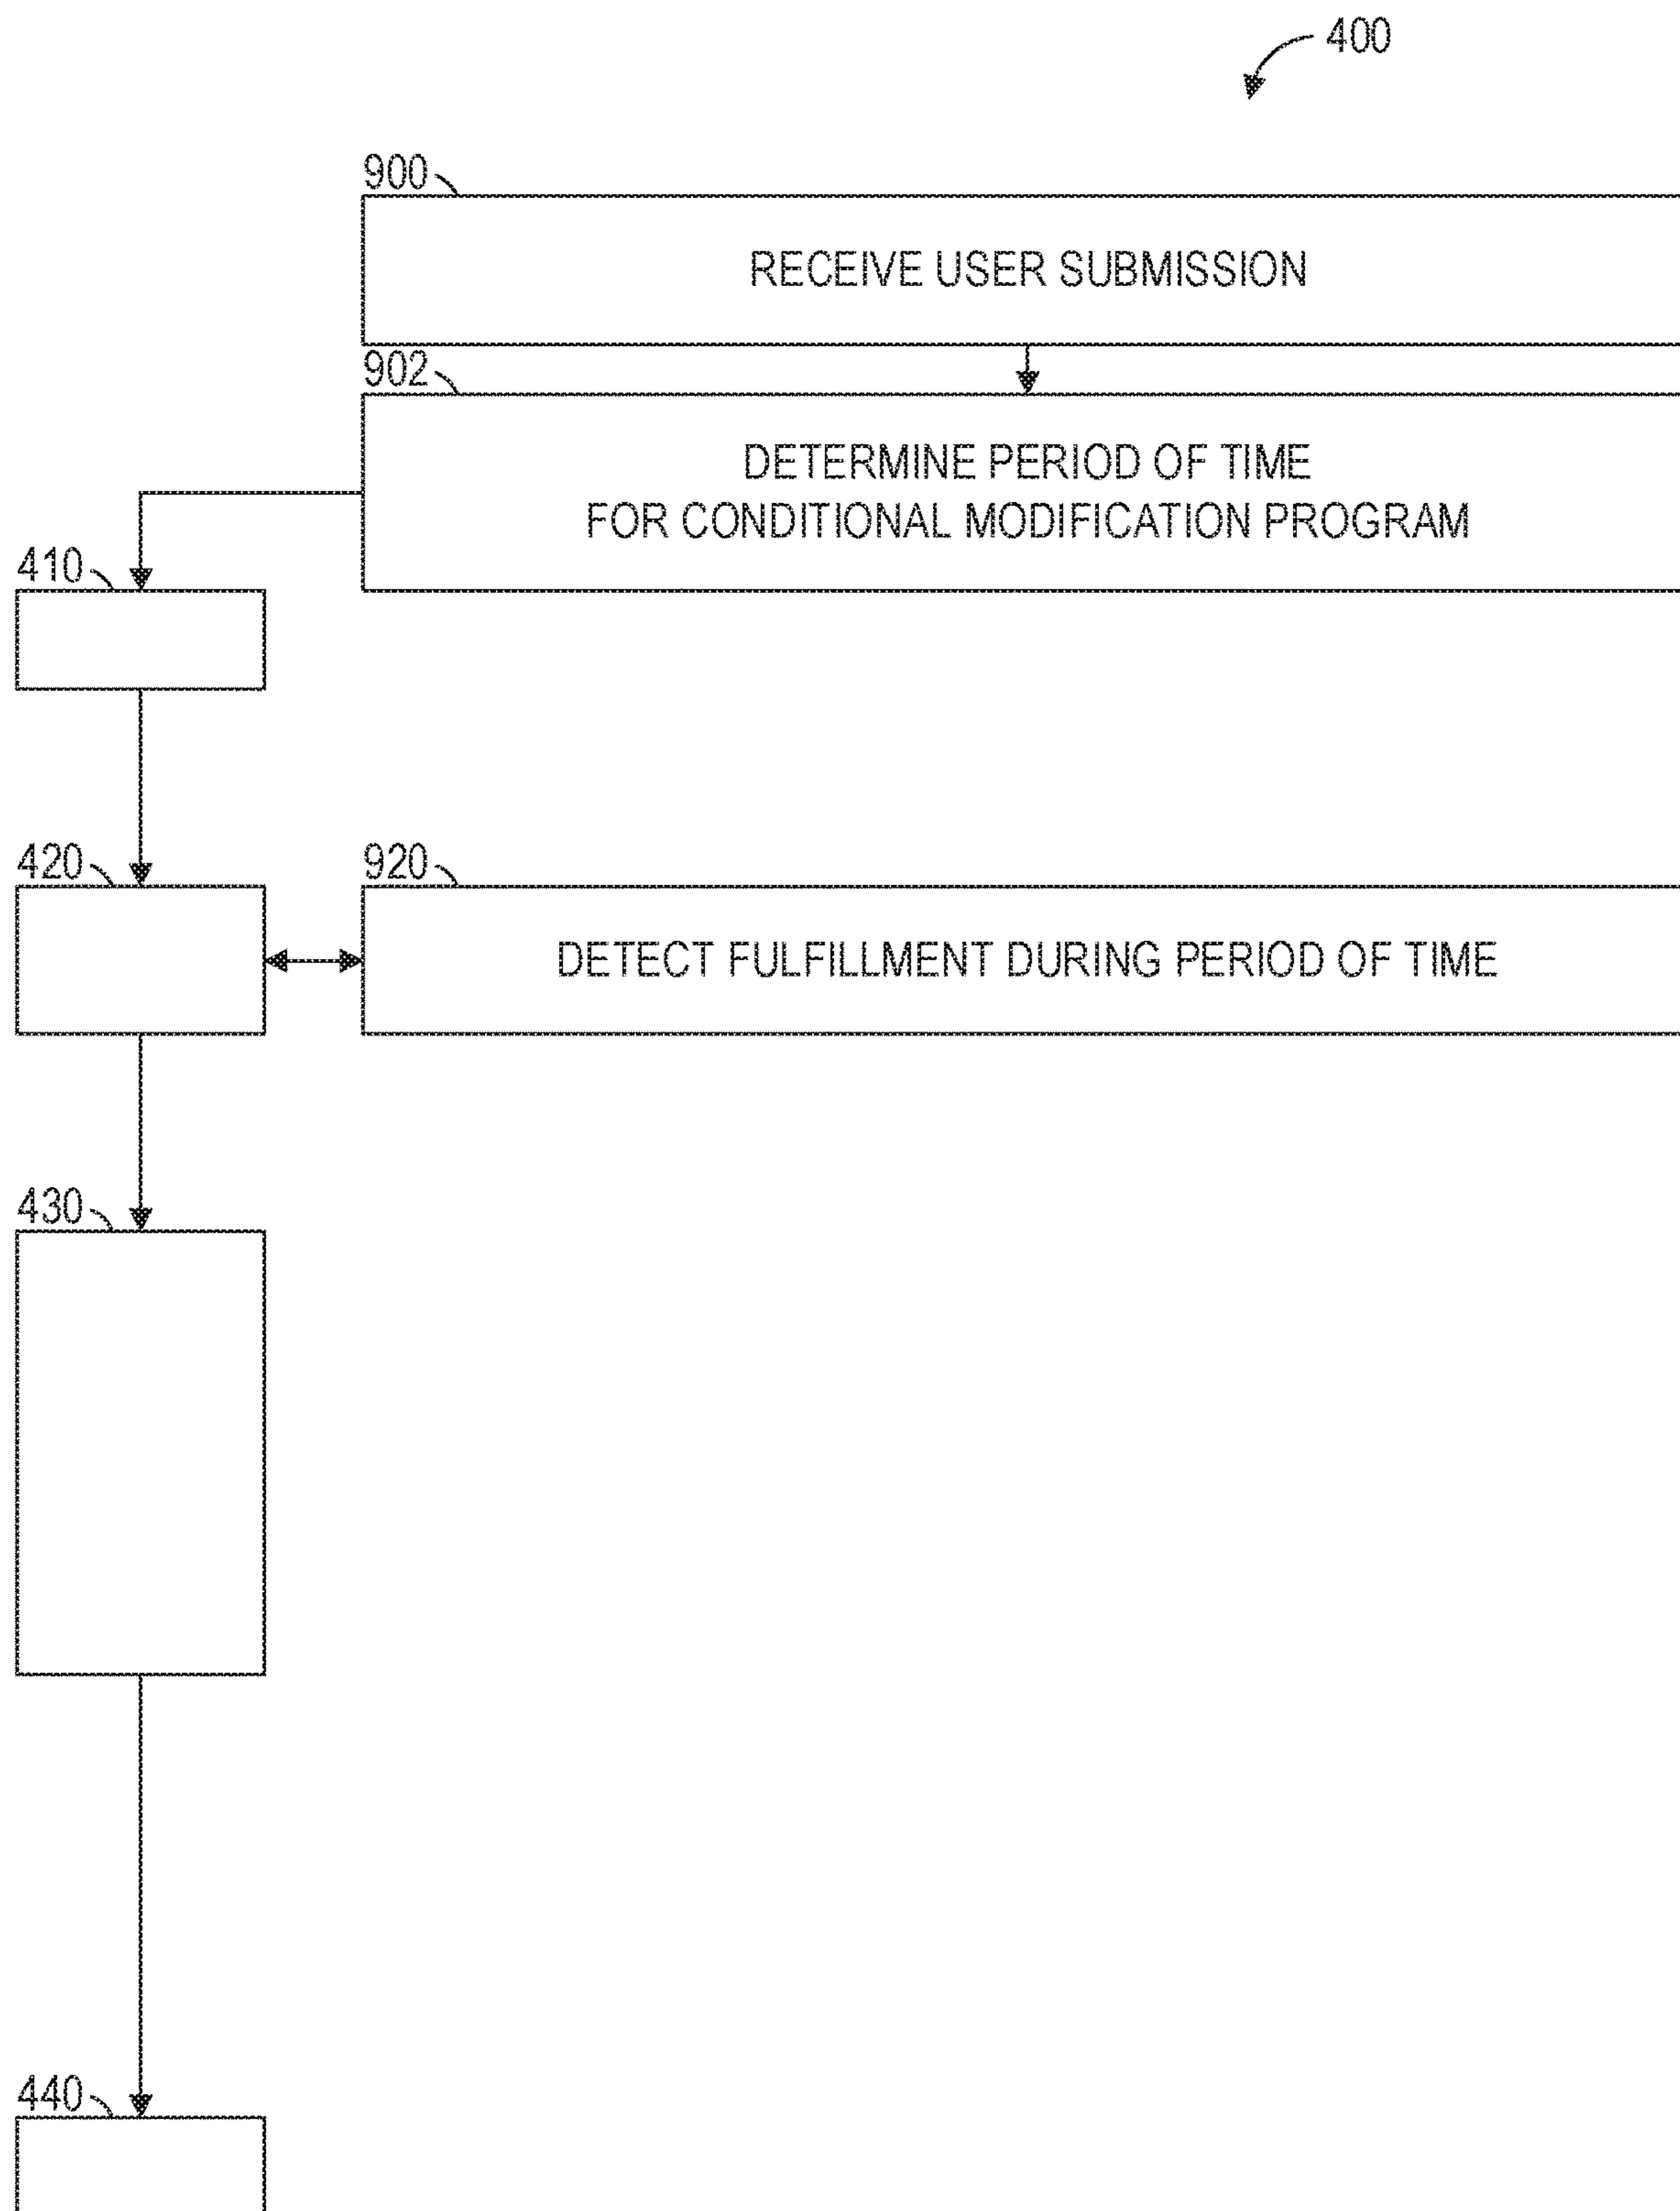 400
900
RECEIVE USER SUBMISSION
902
DETERMINE PERIOD OF TIME
FOR CONDITIONAL MODIFICATION PROGRAM
410
420
920
DETECT FULFILLMENT DURING PERIOD OF TIME
430
440